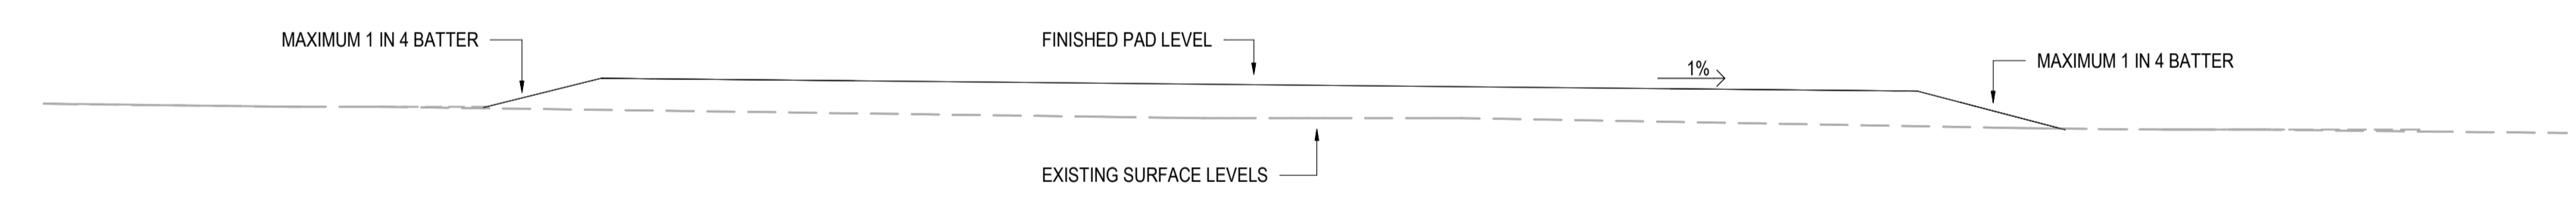 MAXIMUM 1 IN 4 BATTER
FINISHED PAD LEVEL
1%
MAXIMUM 1 IN 4 BATTER
EXISTING SURFACE LEVELS